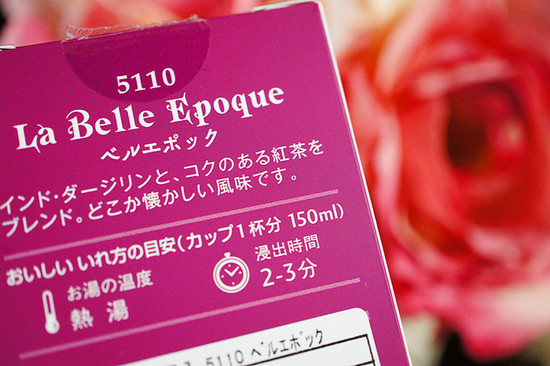 5110
La Belle Epoque
ベルエポック
インド・ダージリンと、コクのある紅茶を
ブレンド。どこか懐かしい風味です。
おいしいいれ方の目安(カップ1杯分 150ml)
お湯の温度
熱湯
浸出時間
2-3分
5110 ベルエポック